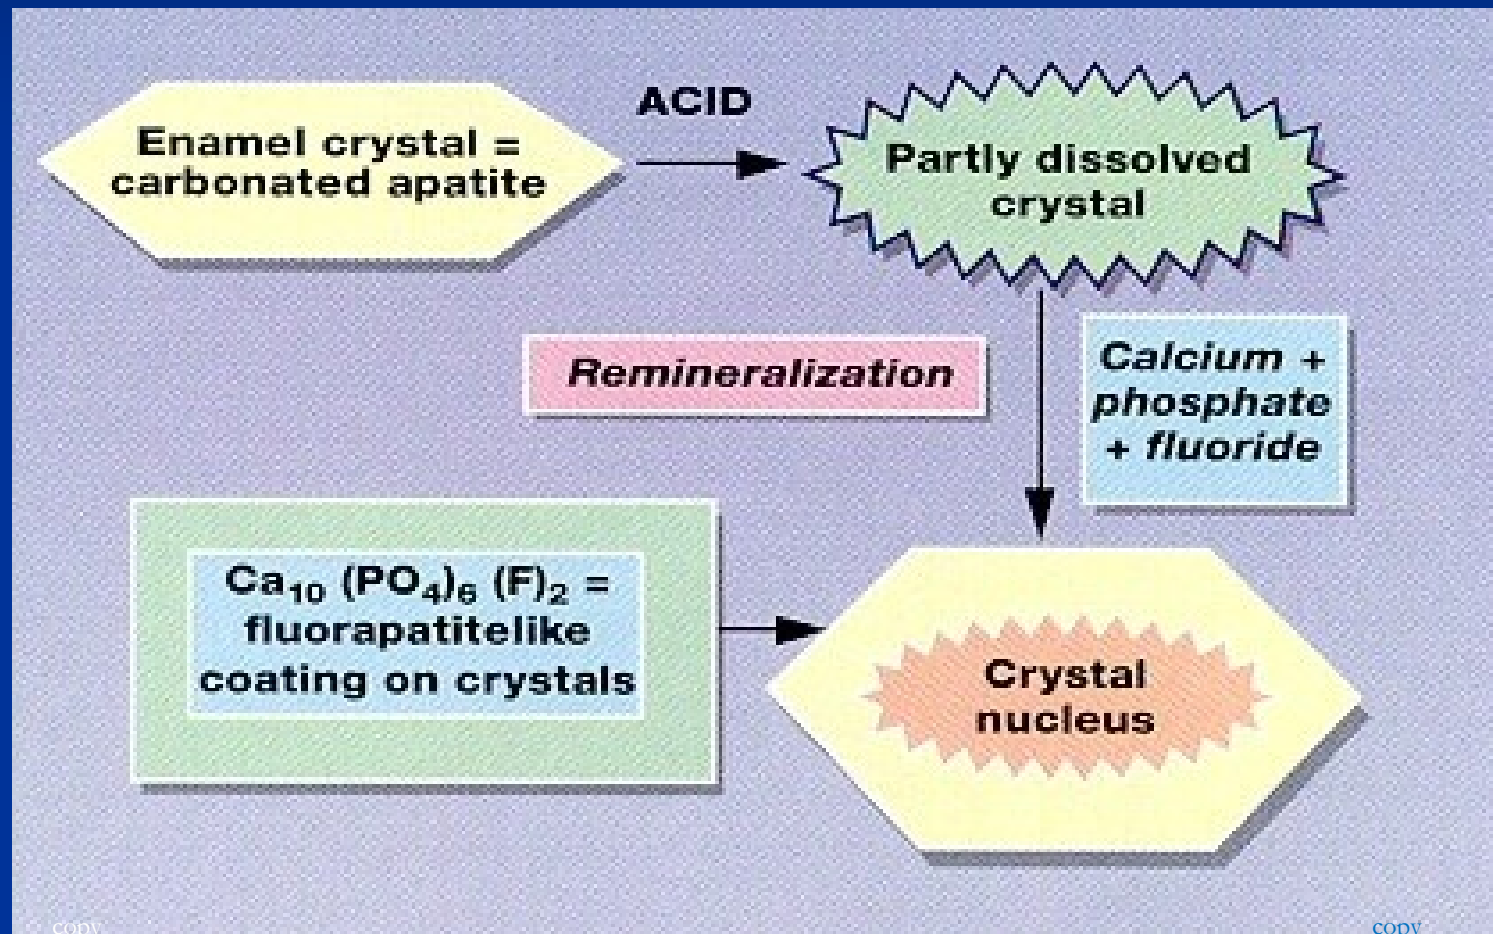 Enamel crystal =
carbonated apatite
ACID
Partly dissolved
crystal
Remineralization
Calcium +
phosphate
+ fluoride
Ca₁₀ (PO₄)₆ (F)₂ =
fluorapatitelike
coating on crystals
Crystal
nucleus
copy
copy